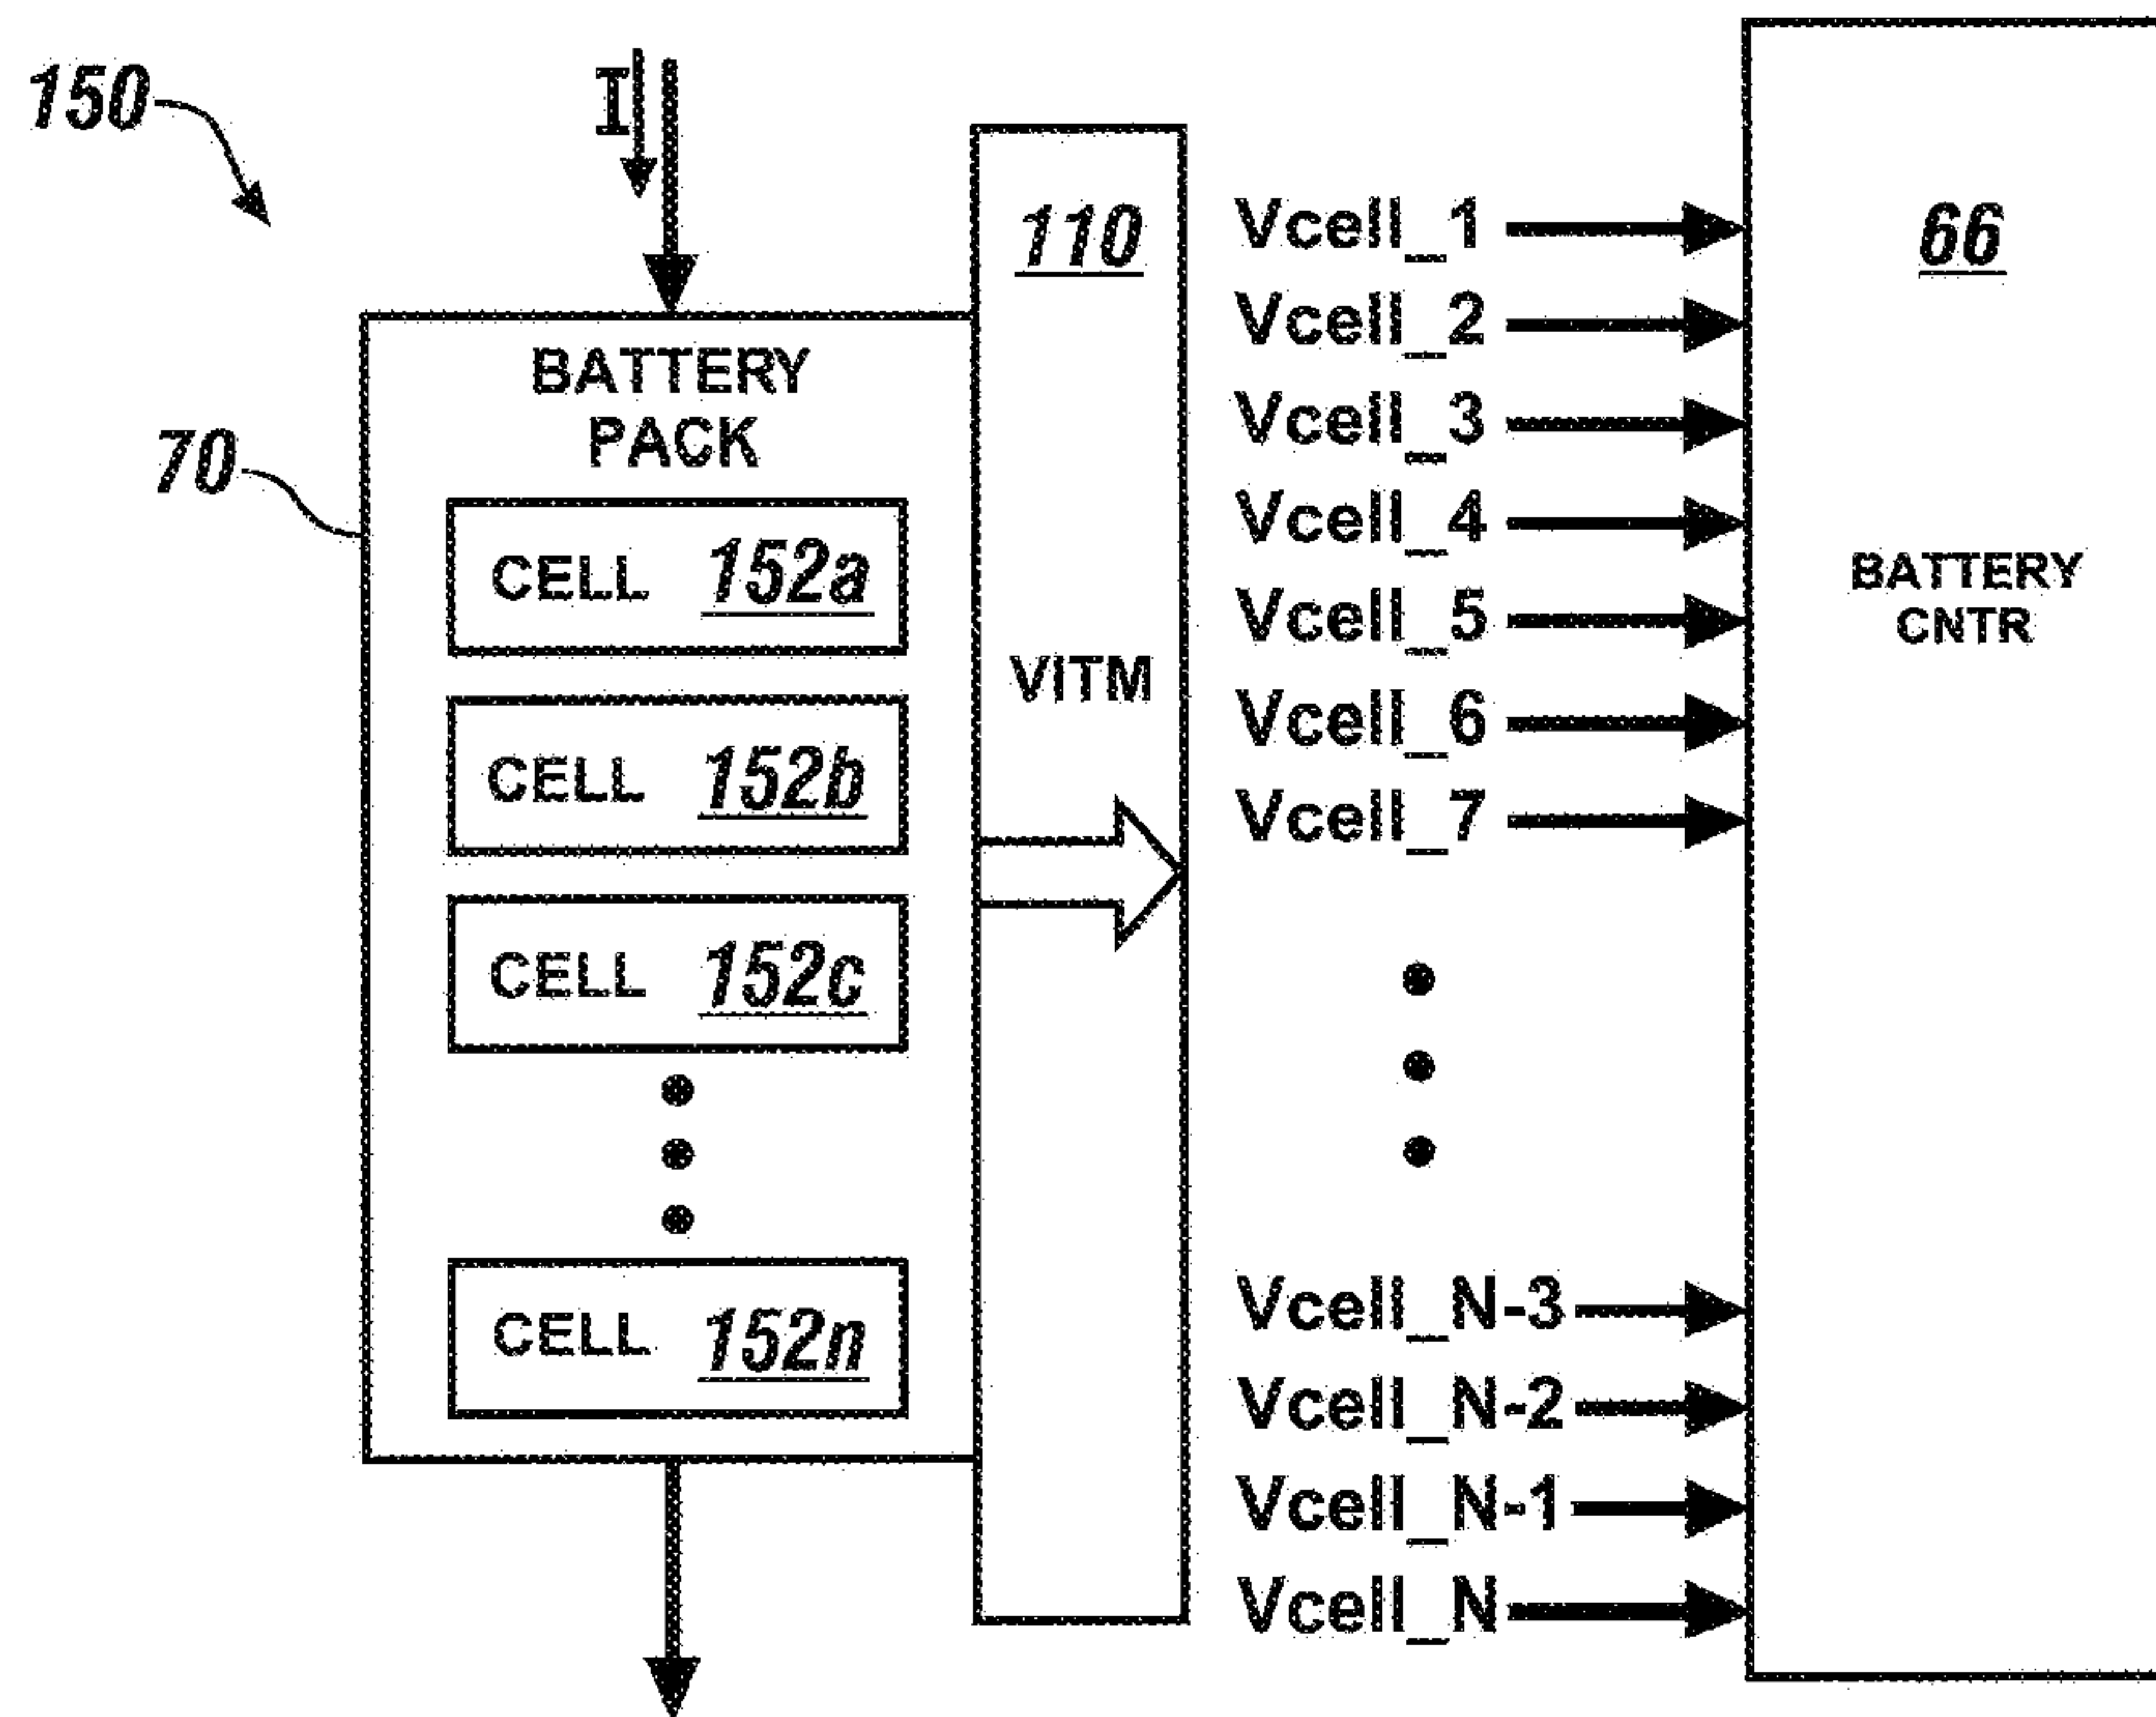 150
I
110
66
Vcell_1
Vcell_2
Vcell_3
Vcell_4
Vcell_5
Vcell_6
Vcell_7
Vcell_N-3
Vcell_N-2
Vcell_N-1
Vcell_N
BATTERY
PACK
70
CELL 152a
CELL 152b
CELL 152c
CELL 152n
VITM
BATTERY
CNTR